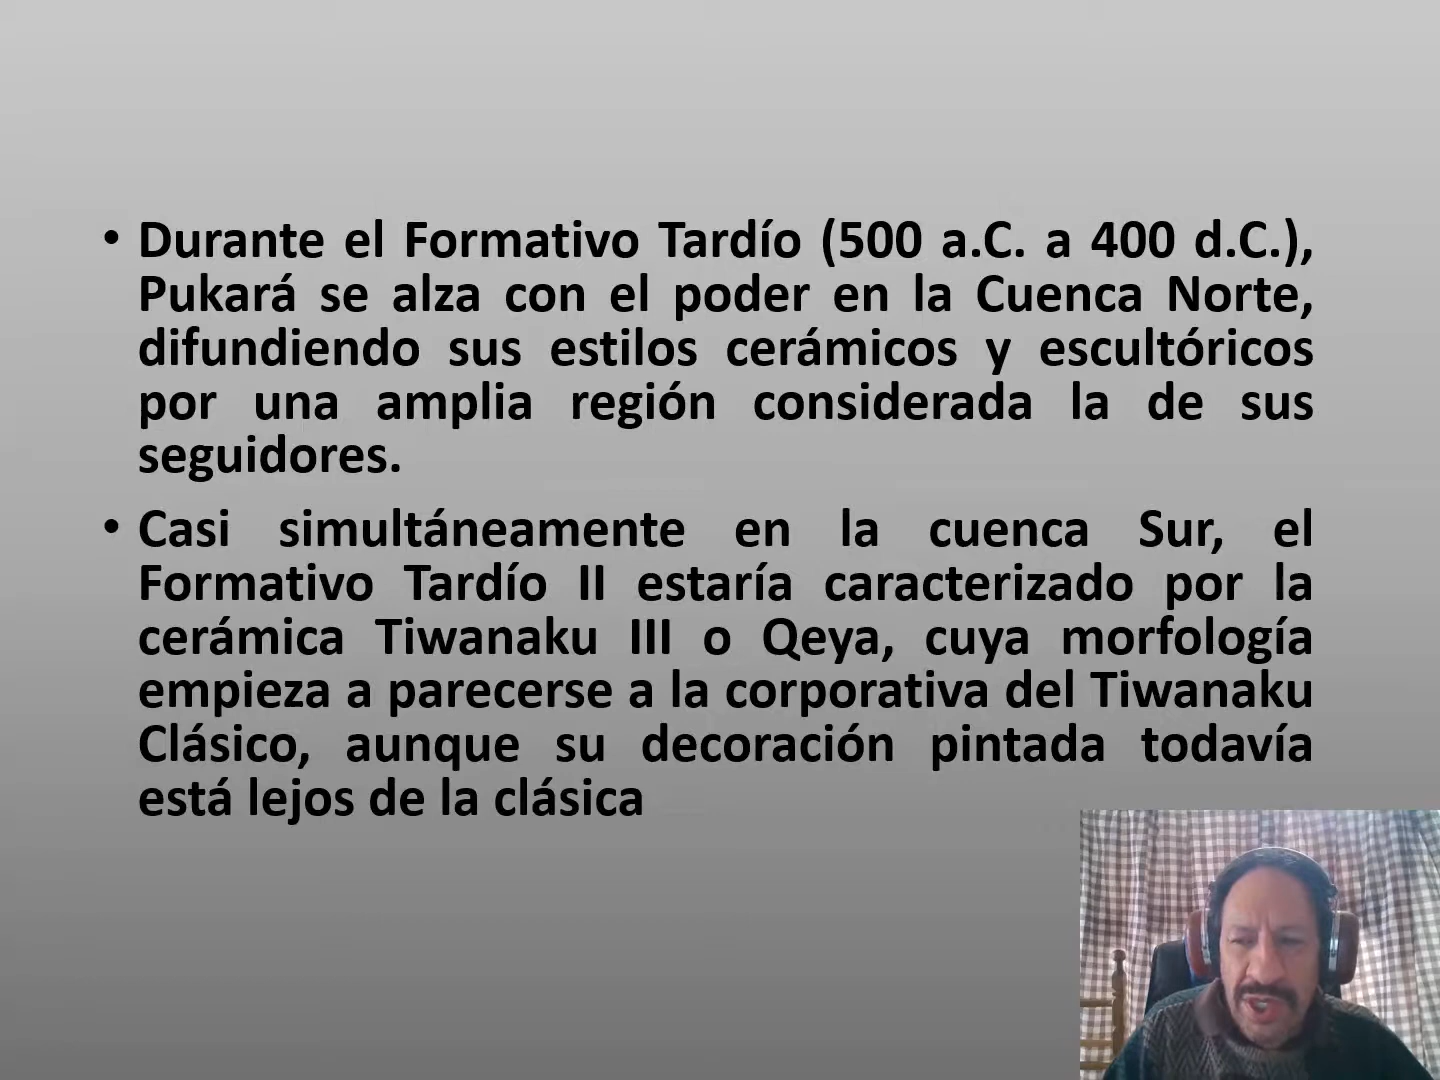 • Durante el Formativo Tardío (500 a.C. a 400 d.C.),
Pukará se alza con el poder en la Cuenca Norte,
difundiendo sus estilos cerámicos y escultóricos
por una amplia región considerada la de sus
seguidores.
• Casi simultáneamente en la cuenca Sur, el
Formativo Tardío II estaría caracterizado por la
cerámica Tiwanaku III o Qeya, cuya morfología
empieza a parecerse a la corporativa del Tiwanaku
Clásico, aunque su decoración pintada todavía
está lejos de la clásica